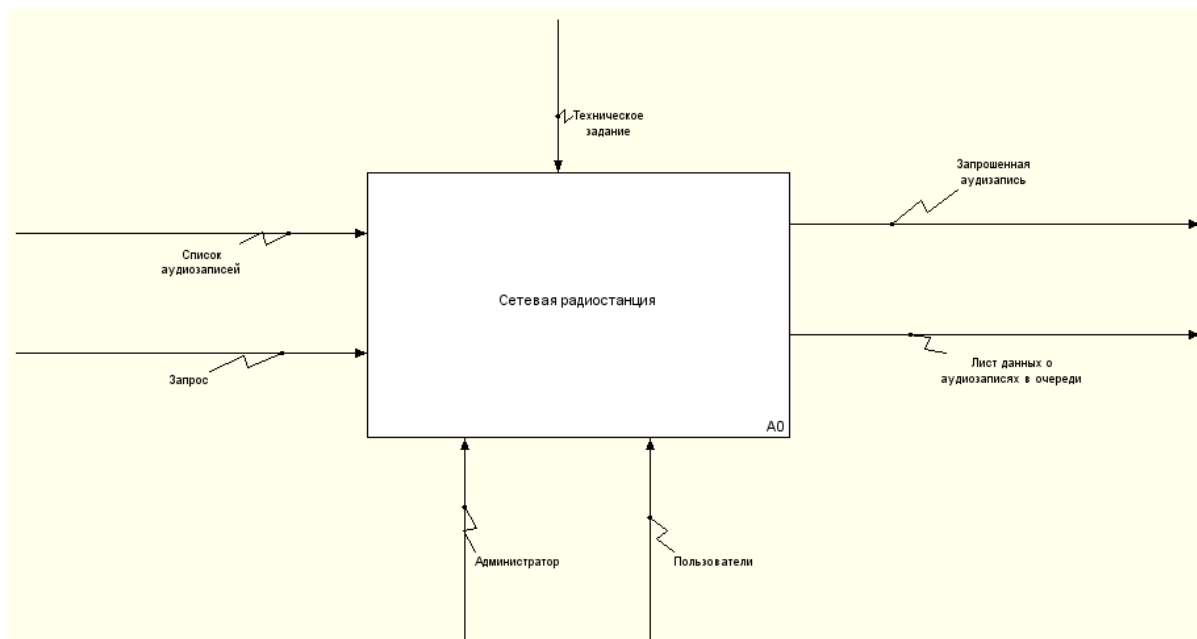 Техническое
задание
Запрошенная
аудизапись
Список
аудиозаписей
Сетевая радиостанция
Запрос
Лист данных о
аудиозаписях в очереди
A0
Администратор
Пользователи